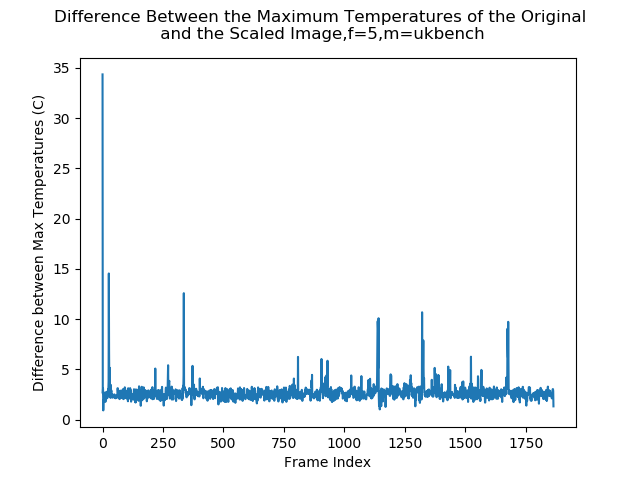 Difference Between the Maximum Temperatures of the Original
and the Scaled Image,f=5,m=ukbench
35
30
25
20
15
10
5
0
Difference between Max Temperatures (C)
0 250 500 750 1000 1250 1500 1750
Frame Index